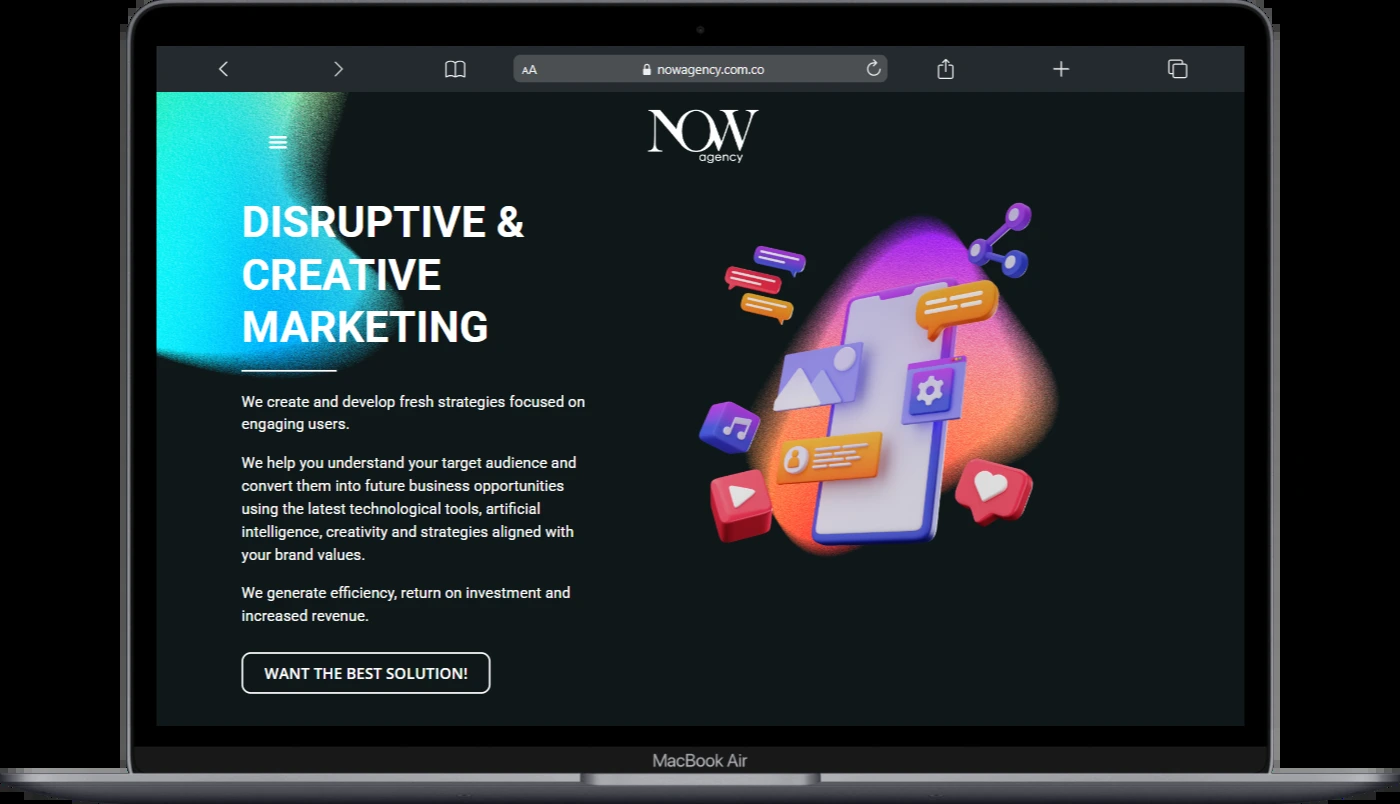 AA
nowagency.com.co
NOW
agency
DISRUPTIVE &
CREATIVE
MARKETING
We create and develop fresh strategies focused on
engaging users.
We help you understand your target audience and
convert them into future business opportunities
using the latest technological tools, artificial
intelligence, creativity and strategies aligned with
your brand values.
We generate efficiency, return on investment and
increased revenue.
WANT THE BEST SOLUTION!
MacBook Air